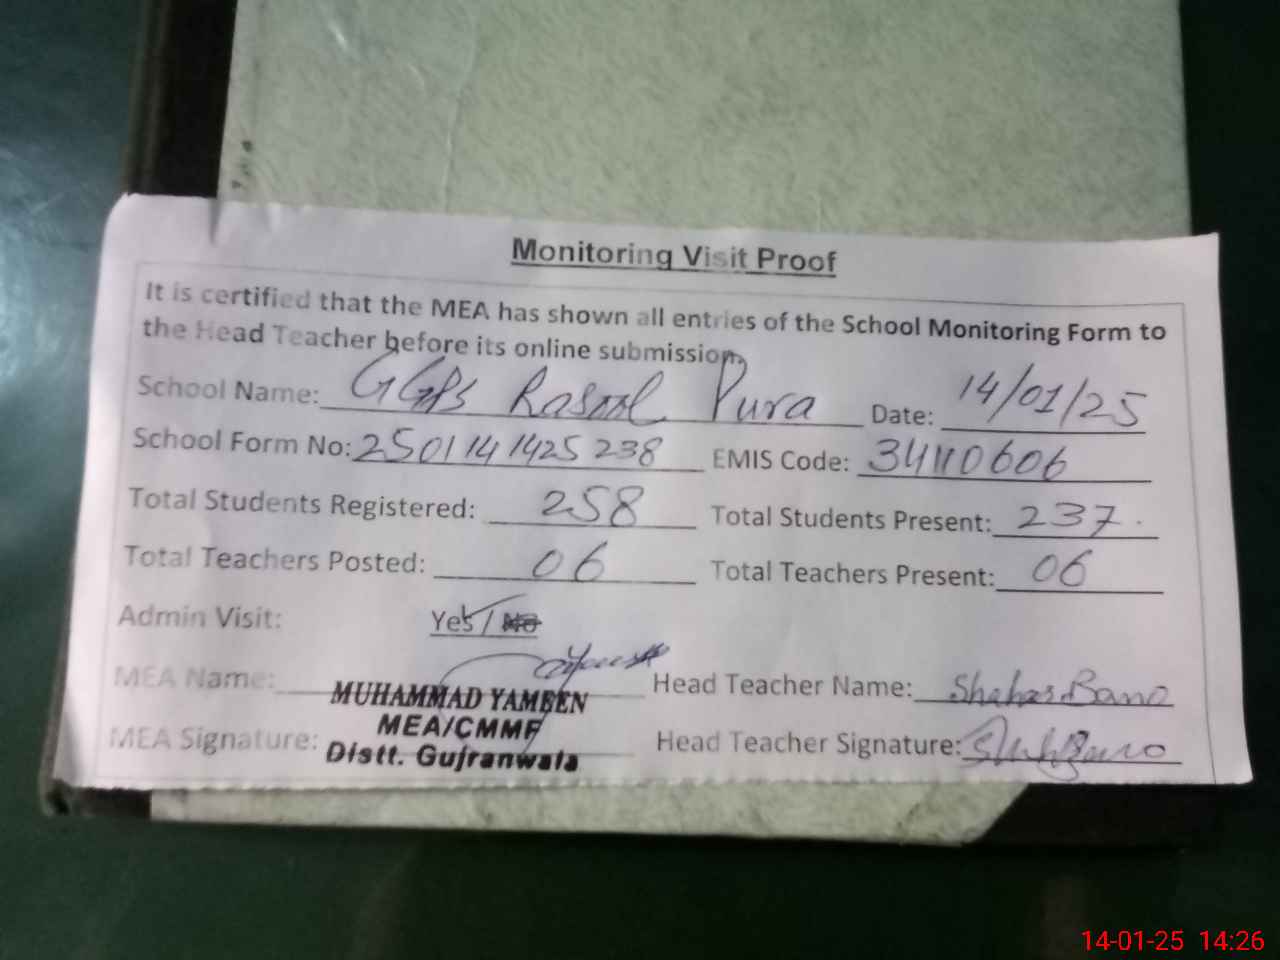 Monitoring Visit Proof
It is certified that the MEA has shown all entries of the School Monitoring Form to
the Head Teacher before its online submission.
School Name: GGPS Rasool Pura Date: 14/01/25
School Form No: 250114 1425 238 EMIS Code: 34110606
Total Students Registered: 258 Total Students Present: 237.
Total Teachers Posted: 06 Total Teachers Present: 06
Admin Visit: Yes / No
MEA Name: MUHAMMAD YAMEEN Head Teacher Name: Shahas Bano
MEA/CMMF
MEA Signature: Distt. Gujranwala Head Teacher Signature:
14-01-25 14:26